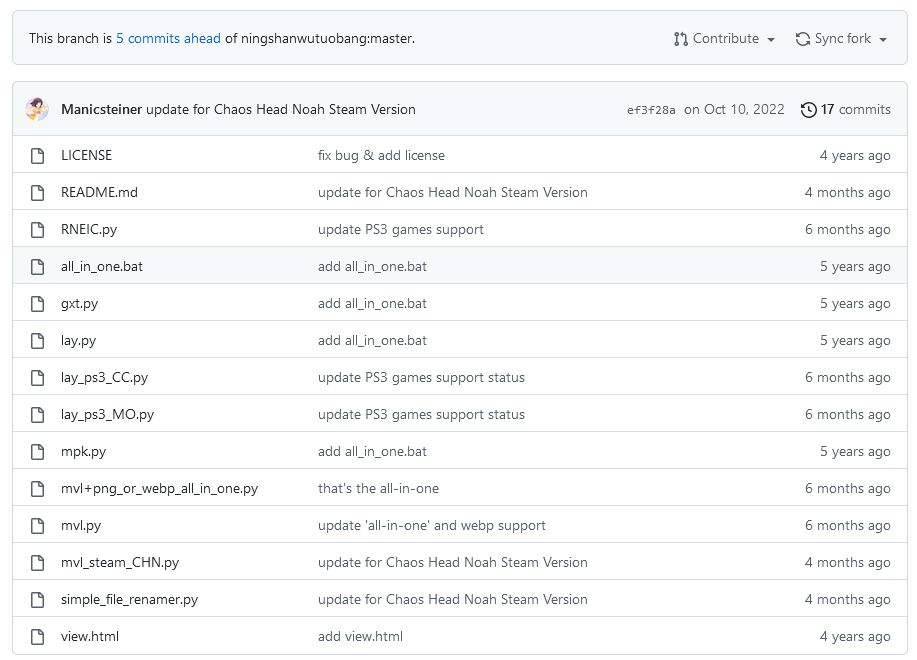 This branch is 5 commits ahead of ningshanwutuobang:master. Contribute Sync fork
Manicsteiner update for Chaos Head Noah Steam Version ef3f28a on Oct 10, 2022 17 commits
LICENSE fix bug & add license 4 years ago
README.md update for Chaos Head Noah Steam Version 4 months ago
RNEIC.py update PS3 games support 6 months ago
all_in_one.bat add all_in_one.bat 5 years ago
gxt.py add all_in_one.bat 5 years ago
lay.py add all_in_one.bat 5 years ago
lay_ps3_CC.py update PS3 games support status 6 months ago
lay_ps3_MO.py update PS3 games support status 6 months ago
mpk.py add all_in_one.bat 5 years ago
mvl+png_or_webp_all_in_one.py that's the all-in-one 6 months ago
mvl.py update 'all-in-one' and webp support 6 months ago
mvl_steam_CHN.py update for Chaos Head Noah Steam Version 4 months ago
simple_file_renamer.py update for Chaos Head Noah Steam Version 4 months ago
view.html add view.html 4 years ago